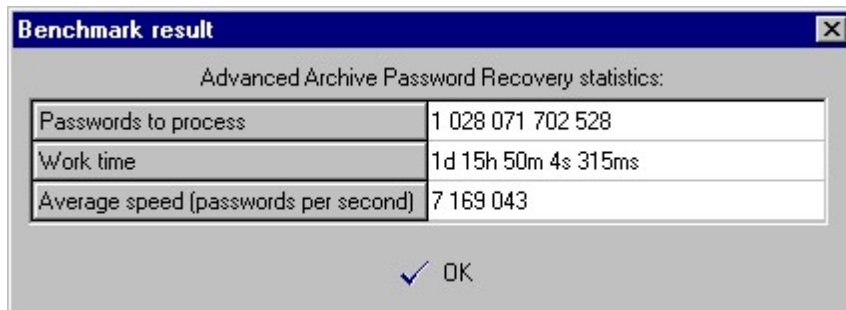 Benchmark result
Advanced Archive Password Recovery statistics:
Passwords to process 1 028 071 702 528
Work time 1d 15h 50m 4s 315ms
Average speed (passwords per second) 7 169 043
OK